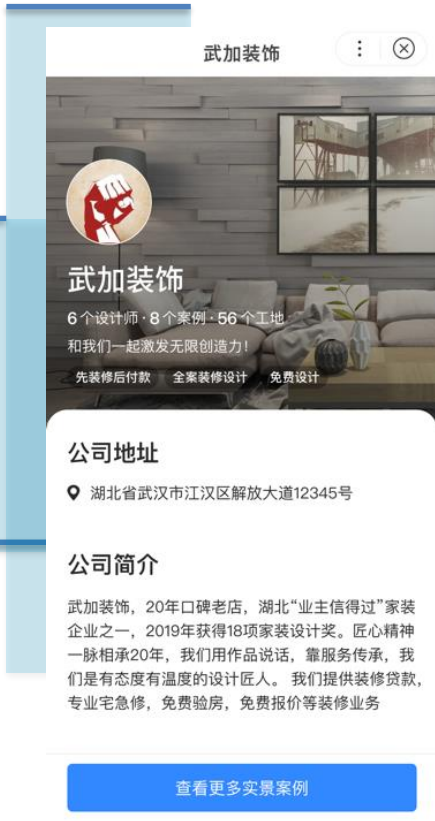 武加装饰
武加装饰
6个设计师·8个案例·56个工地
和我们一起激发无限创造力！
先装修后付款 全案装修设计 免费设计
公司地址
湖北省武汉市江汉区解放大道12345号
公司简介
武加装饰，20年口碑老店，湖北“业主信得过”家装
企业之一，2019年获得18项家装设计奖。匠心精神
一脉相承20年，我们用作品说话，靠服务传承，我
们是有态度有温度的设计匠人。 我们提供装修贷款，
专业宅急修，免费验房，免费报价等装修业务
查看更多实景案例